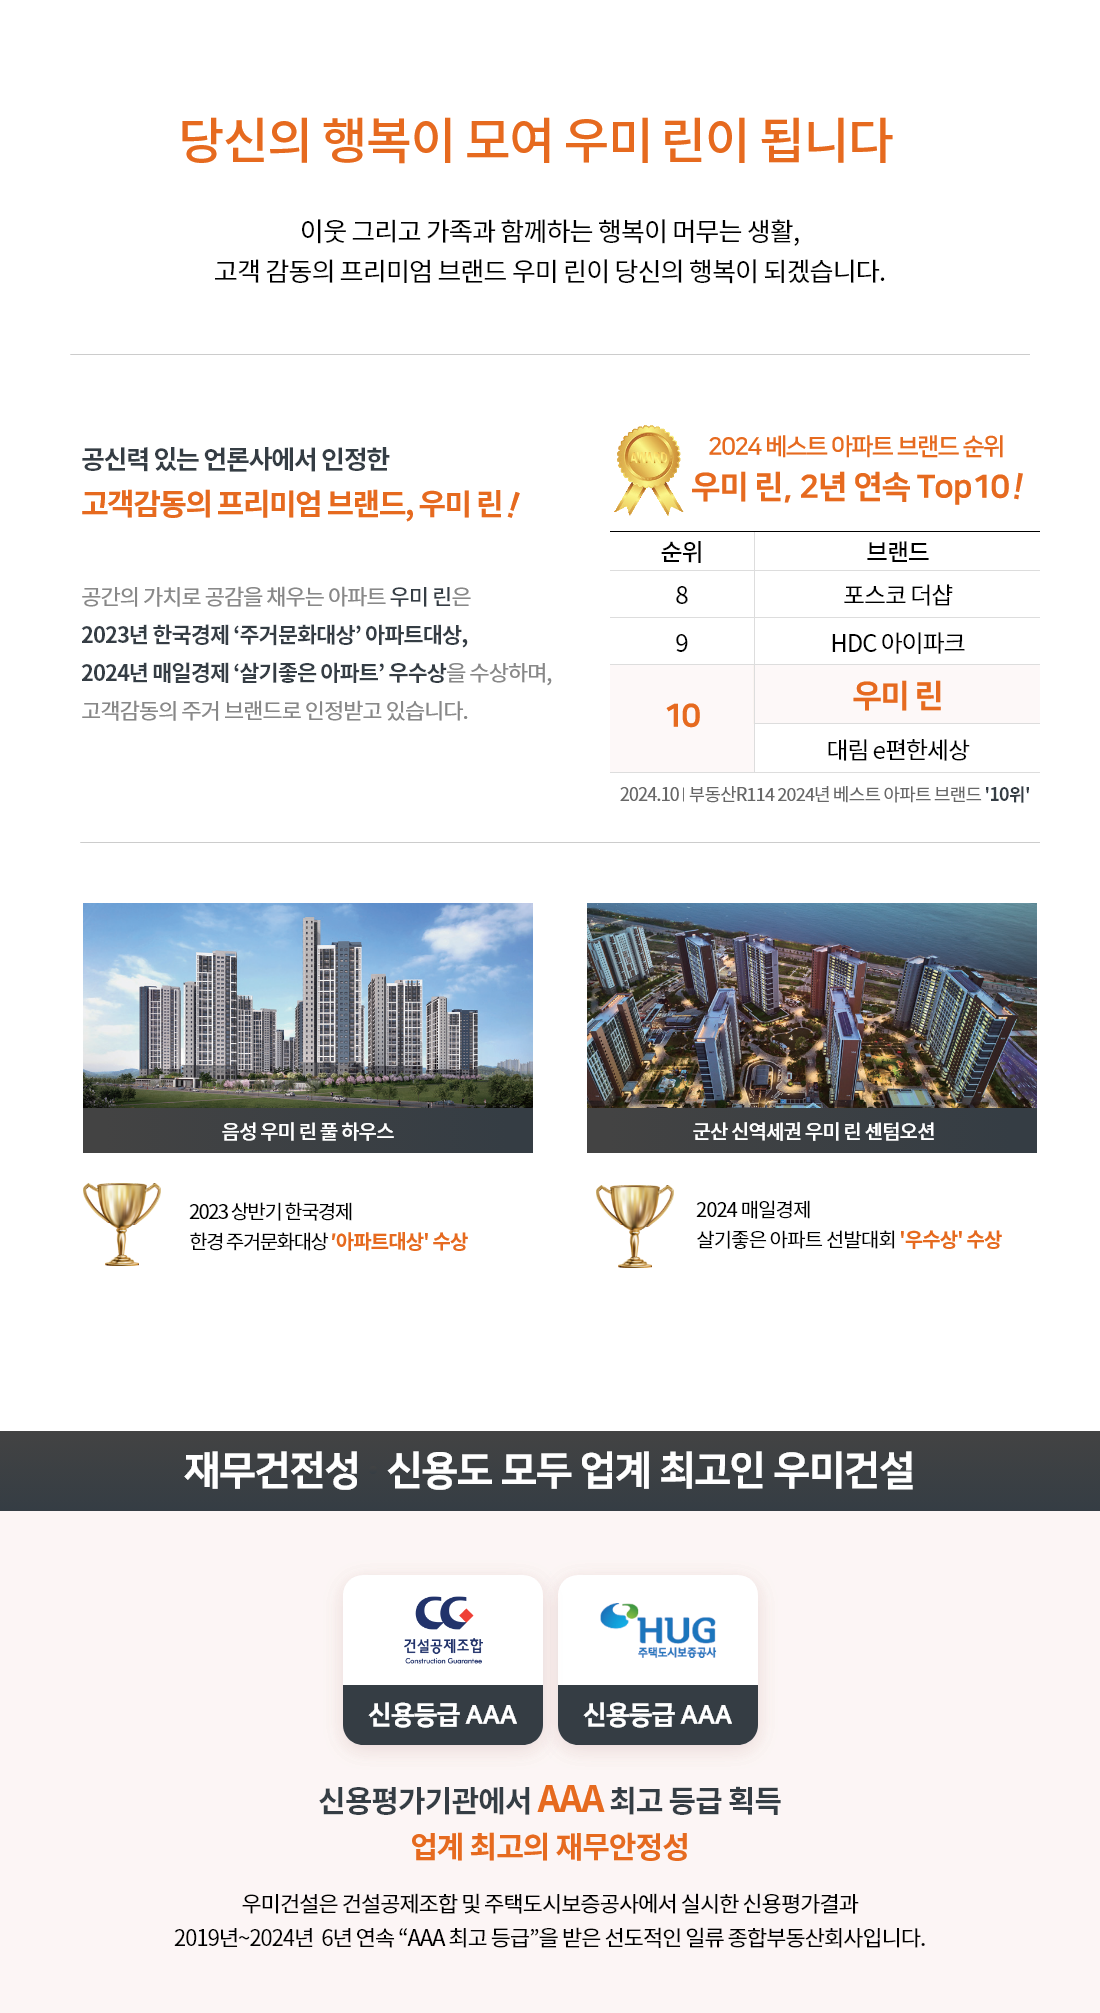 당신의 행복이 모여 우미 린이 됩니다
이웃 그리고 가족과 함께하는 행복이 머무는 생활,
고객 감동의 프리미엄 브랜드 우미 린이 당신의 행복이 되겠습니다.
공신력 있는 언론사에서 인정한
고객감동의 프리미엄 브랜드, 우미 린!
공간의 가치로 공감을 채우는 아파트 우미 린은
2023년 한국경제 ‘주거문화대상’ 아파트대상,
2024년 매일경제 ‘살기좋은 아파트’ 우수상을 수상하며,
고객감동의 주거 브랜드로 인정받고 있습니다.
2024 베스트 아파트 브랜드 순위
우미 린, 2년 연속 Top10!
순위 브랜드
8 포스코 더샵
9 HDC 아이파크
10 우미 린
대림 e편한세상
2024.10 | 부동산R114 2024년 베스트 아파트 브랜드 '10위'
음성 우미 린 풀 하우스
2023 상반기 한국경제
한경 주거문화대상 '아파트대상' 수상
군산 신역세권 우미 린 센텀오션
2024 매일경제
살기좋은 아파트 선발대회 '우수상' 수상
재무건전성 신용도 모두 업계 최고인 우미건설
CG
건설공제조합
Construction Guarantee
신용등급 AAA
HUG
주택도시보증공사
신용등급 AAA
신용평가기관에서 AAA 최고 등급 획득
업계 최고의 재무안정성
우미건설은 건설공제조합 및 주택도시보증공사에서 실시한 신용평가결과
2019년~2024년 6년 연속 “AAA 최고 등급”을 받은 선도적인 일류 종합부동산회사입니다.